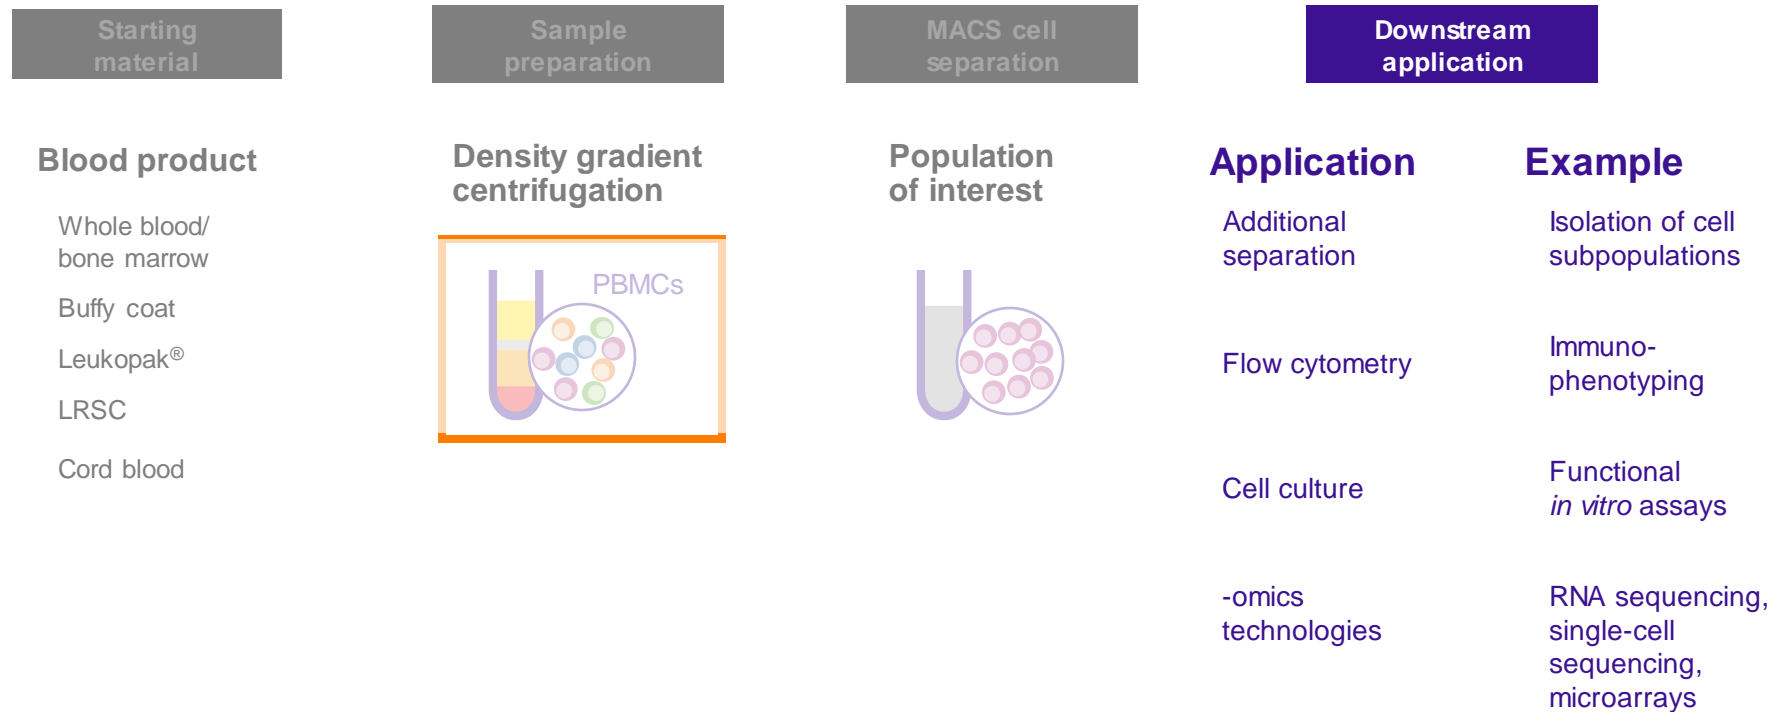 Starting
material
Sample
preparation
MACS cell
separation
Downstream
application
Blood product
Whole blood/
bone marrow
Buffy coat
Leukopak®
LRSC
Cord blood
Density gradient
centrifugation
PBMCs
Population
of interest
Application
Example
Additional
separation
Isolation of cell
subpopulations
Flow cytometry
Immuno-
phenotyping
Cell culture
Functional
in vitro assays
-omics
technologies
RNA sequencing,
single-cell
sequencing,
microarrays